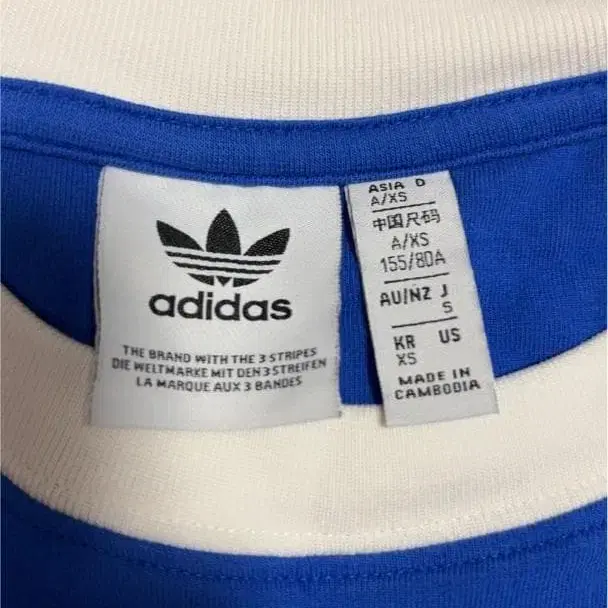 adidas
THE BRAND WITH THE 3 STRIPES
DIE WELTMARKE MIT DEN 3 STREIFEN
LA MARQUE AUX 3 BANDES
ASIA D
A/XS
中国尺码
A/XS
155/80A
AU/NZ J
S
KR US
XS
MADE IN
CAMBODIA